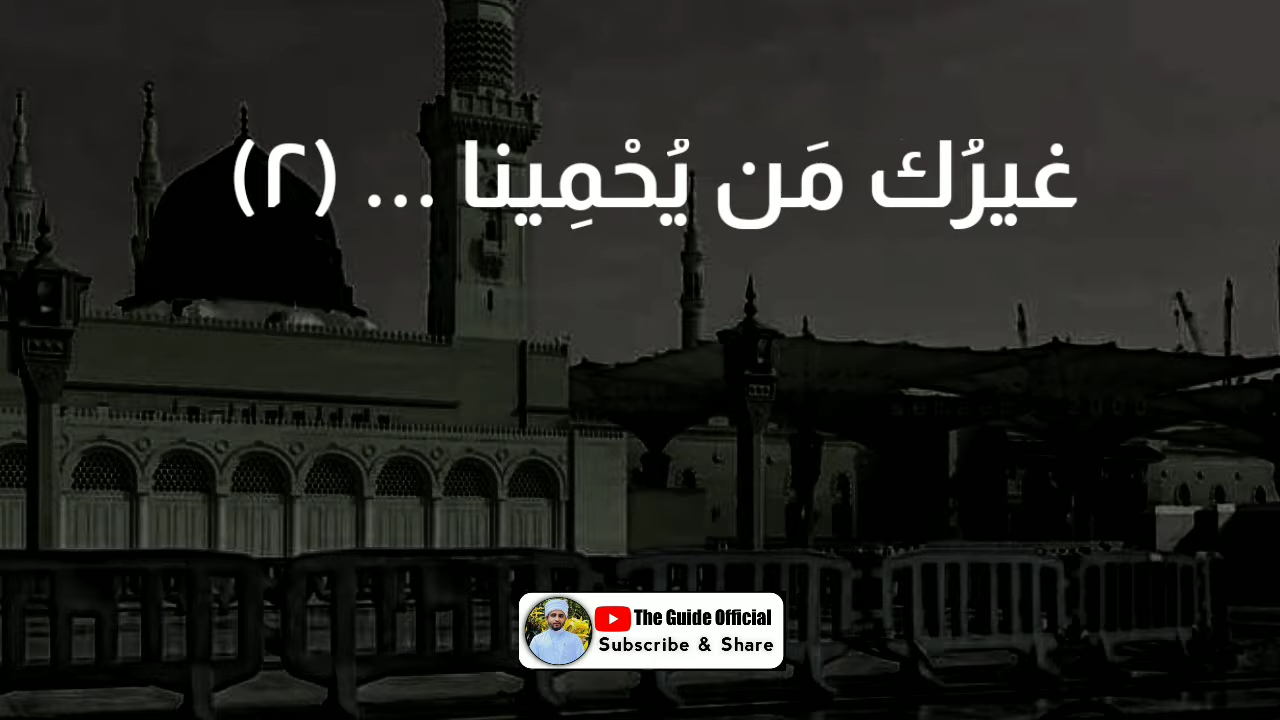 غيرُك مَن يُحْمِينا ... (٢)
The Guide Official
Subscribe & Share